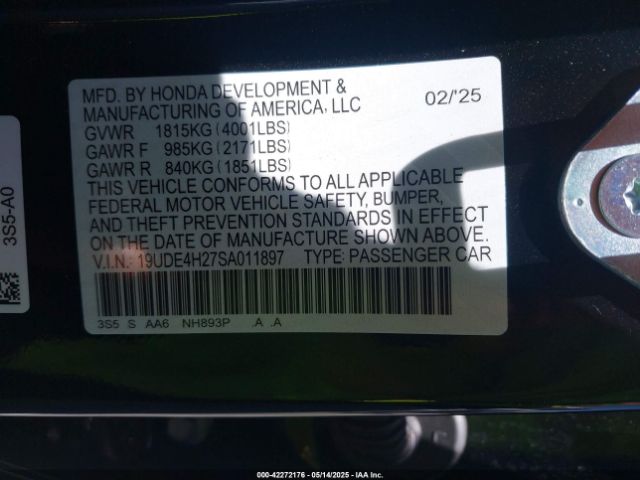 MFD. BY HONDA DEVELOPMENT &
MANUFACTURING OF AMERICA, LLC 02/'25
GVWR 1815KG (4001LBS)
GAWR F 985KG (2171LBS)
GAWR R 840KG (1851LBS)
THIS VEHICLE CONFORMS TO ALL APPLICABLE
FEDERAL MOTOR VEHICLE SAFETY, BUMPER,
AND THEFT PREVENTION STANDARDS IN EFFECT
ON THE DATE OF MANUFACTURE SHOWN ABOVE.
V.I.N.: 19UDE4H27SA011897 TYPE: PASSENGER CAR
3S5 S AA6 NH893P .A .A
3S5-A0
000-42272176 | 05/14/2025 | IAA Inc.